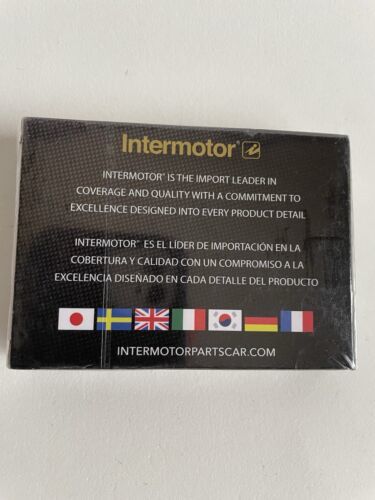 Intermotor®
INTERMOTOR® IS THE IMPORT LEADER IN
COVERAGE AND QUALITY WITH A COMMITMENT TO
EXCELLENCE DESIGNED INTO EVERY PRODUCT DETAIL
INTERMOTOR® ES EL LÍDER DE IMPORTACIÓN EN LA
COBERTURA Y CALIDAD CON UN COMPROMISO A LA
EXCELENCIA DISEÑADO EN CADA DETALLE DEL PRODUCTO
INTERMOTORPARTSCAR.COM